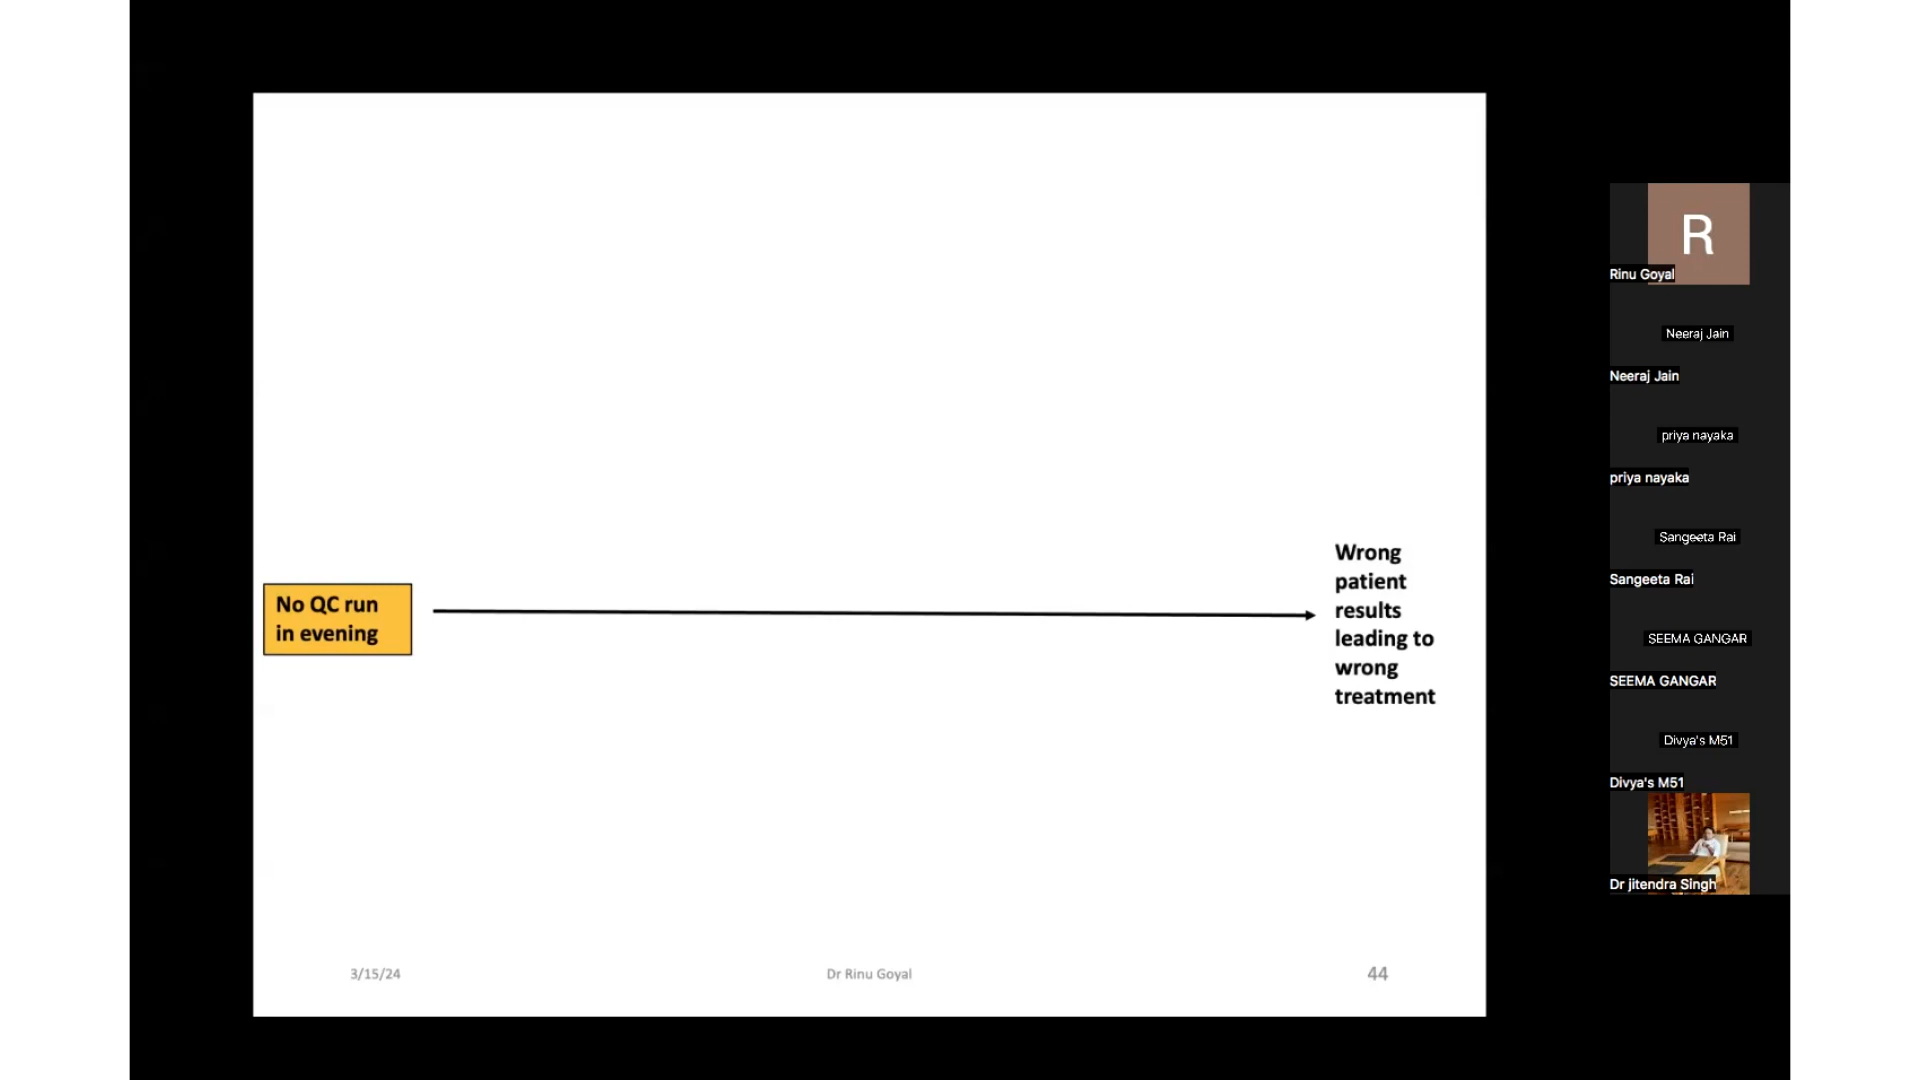 No QC run
in evening
Wrong
patient
results
leading to
wrong
treatment
3/15/24
Dr Rinu Goyal
44
R
Rinu Goyal
Neeraj Jain
Neeraj Jain
priya nayaka
priya nayaka
Sangeeta Rai
Sangeeta Rai
SEEMA GANGAR
SEEMA GANGAR
Divya's M51
Divya's M51
Dr jitendra Singh